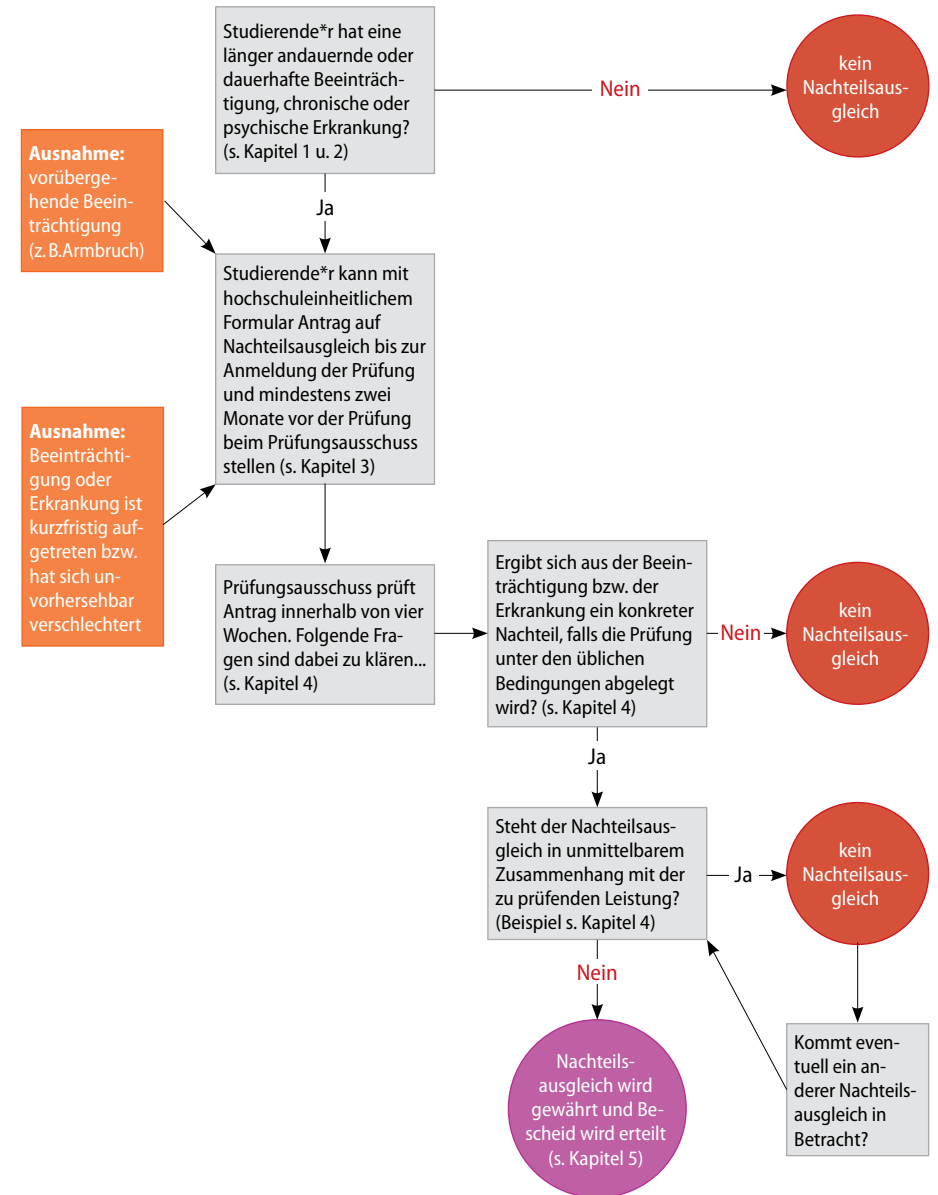 Studierende*r hat eine
länger andauernde oder
dauerhafte Beeinträch-
tigung, chronische oder
psychische Erkrankung?
(s. Kapitel 1 u. 2)
Nein
kein
Nachteilsaus-
gleich
Ausnahme:
vorüberge-
hende Beein-
trächtigung
(z. B.Armbruch)
Ja
Studierende*r kann mit
hochschuleinheitlichem
Formular Antrag auf
Nachteilsausgleich bis zur
Anmeldung der Prüfung
und mindestens zwei
Monate vor der Prüfung
beim Prüfungsausschuss
stellen (s. Kapitel 3)
Ausnahme:
Beeinträchti-
gung oder
Erkrankung ist
kurzfristig auf-
getreten bzw.
hat sich un-
vorhersehbar
verschlechtert
Prüfungsausschuss prüft
Antrag innerhalb von vier
Wochen. Folgende Fra-
gen sind dabei zu klären...
(s. Kapitel 4)
Ergibt sich aus der Beein-
trächtigung bzw. der
Erkrankung ein konkreter
Nachteil, falls die Prüfung
unter den üblichen
Bedingungen abgelegt
wird? (s. Kapitel 4)
Nein
kein
Nachteilsaus-
gleich
Ja
Steht der Nachteilsaus-
gleich in unmittelbarem
Zusammenhang mit der
zu prüfenden Leistung?
(Beispiel s. Kapitel 4)
Ja
kein
Nachteilsaus-
gleich
Nein
Nachteils-
ausgleich wird
gewährt und Be-
scheid wird erteilt
(s. Kapitel 5)
Kommt even-
tuell ein an-
derer Nachteils-
ausgleich in
Betracht?